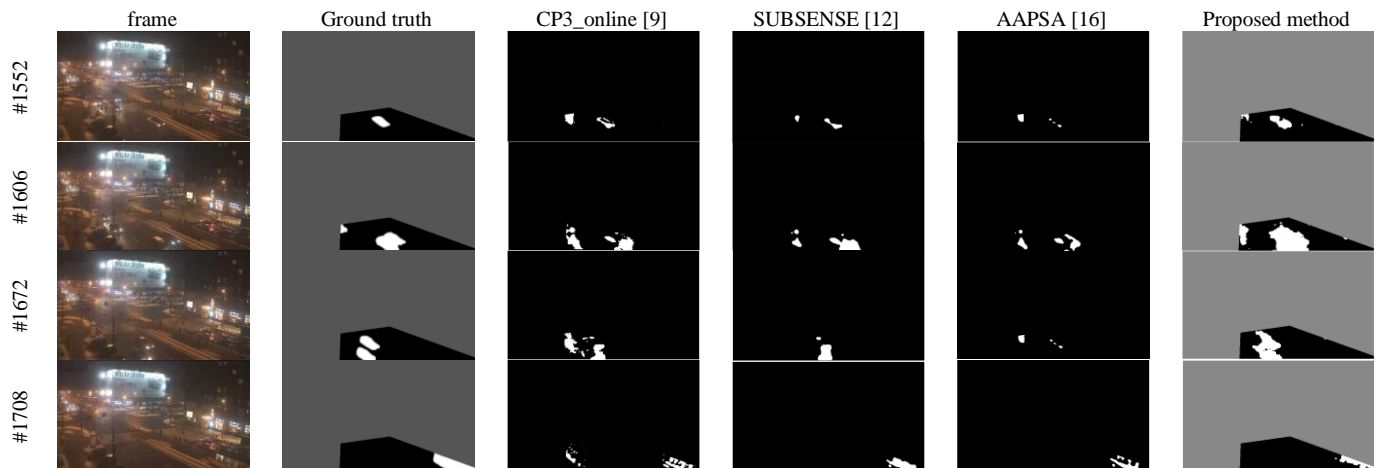 frame Ground truth CP3_online [9] SUBSENSE [12] AAPSA [16] Proposed method
#1552
#1606
#1672
#1708